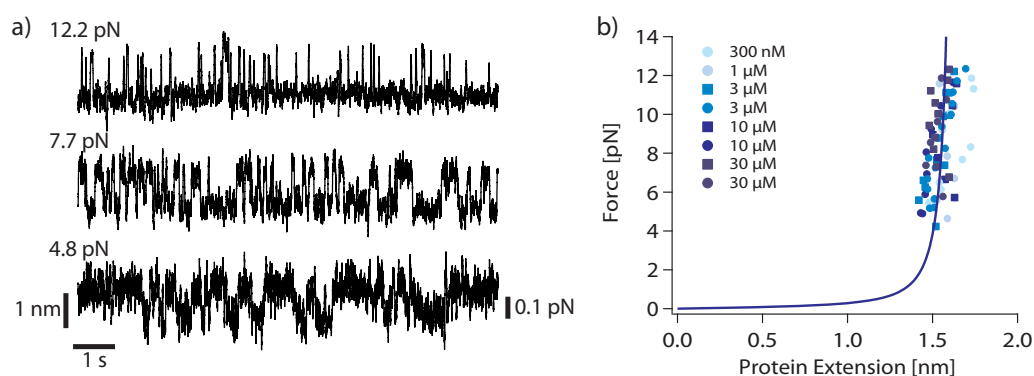 a)
12.2 pN
7.7 pN
4.8 pN
1 nm
0.1 pN
1 s
b)
14
12
10
8
6
4
2
0
Force [pN]
300 nM
1 µM
3 µM
3 µM
10 µM
10 µM
30 µM
30 µM
0.0
0.5
1.0
1.5
2.0
Protein Extension [nm]